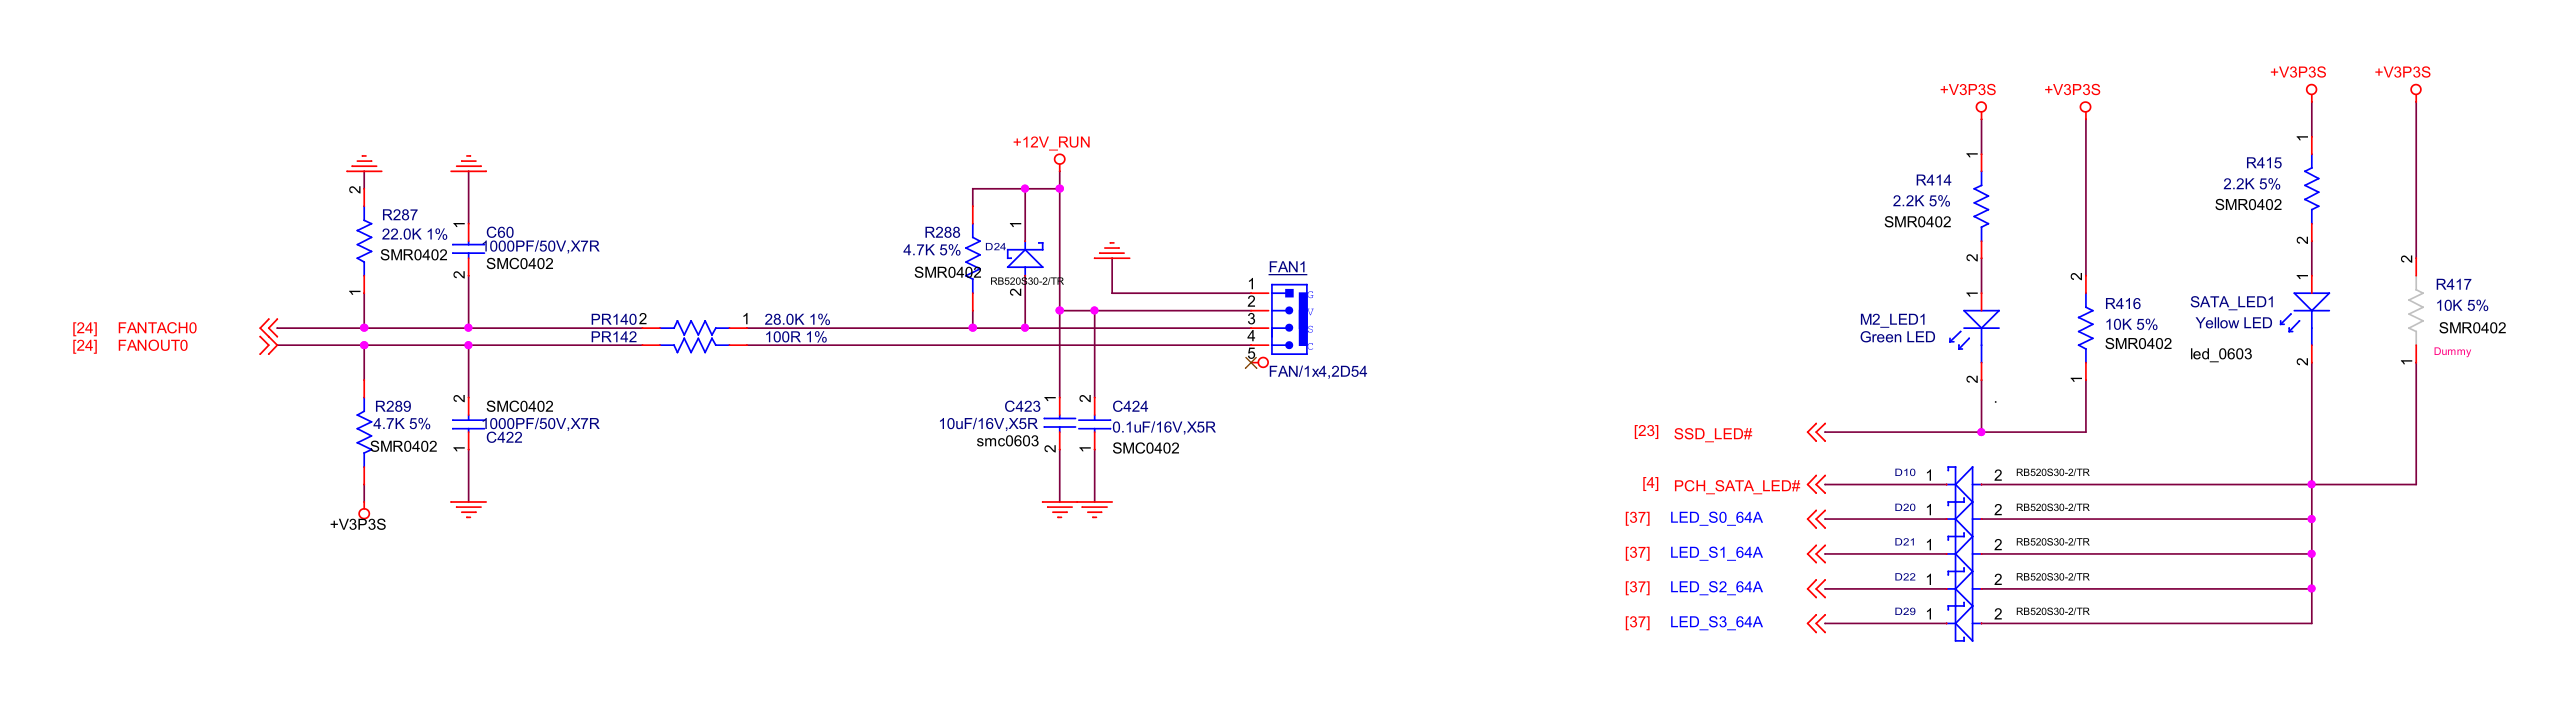 +V3P3S
+V3P3S
+V3P3S
+V3P3S
+12V_RUN
1
R415
2.2K 5%
SMR0402
2
1
R414
2.2K 5%
SMR0402
2
2
R287
22.0K 1%
SMR0402
1
1
C60
1000PF/50V,X7R
SMC0402
2
R288
4.7K 5%
SMR0402
1
D24
RB520S30-2/TR
2
FAN1
1
2
3
4
5
G
V
S
C
FAN/1x4,2D54
1
M2_LED1
Green LED
2
2
R416
10K 5%
SMR0402
1
1
SATA_LED1
Yellow LED
led_0603
2
2
R417
10K 5%
SMR0402
Dummy
1
[24] FANTACH0
PR140 2 1 28.0K 1%
[24] FANOUT0
PR142 100R 1%
R289
4.7K 5%
SMR0402
+V3P3S
2
SMC0402
1000PF/50V,X7R
C422
1
1
C423
10uF/16V,X5R
smc0603
2
2
C424
0.1uF/16V,X5R
SMC0402
1
[23] SSD_LED#
[4] PCH_SATA_LED# D10 1 2 RB520S30-2/TR
[37] LED_S0_64A D20 1 2 RB520S30-2/TR
[37] LED_S1_64A D21 1 2 RB520S30-2/TR
[37] LED_S2_64A D22 1 2 RB520S30-2/TR
[37] LED_S3_64A D29 1 2 RB520S30-2/TR